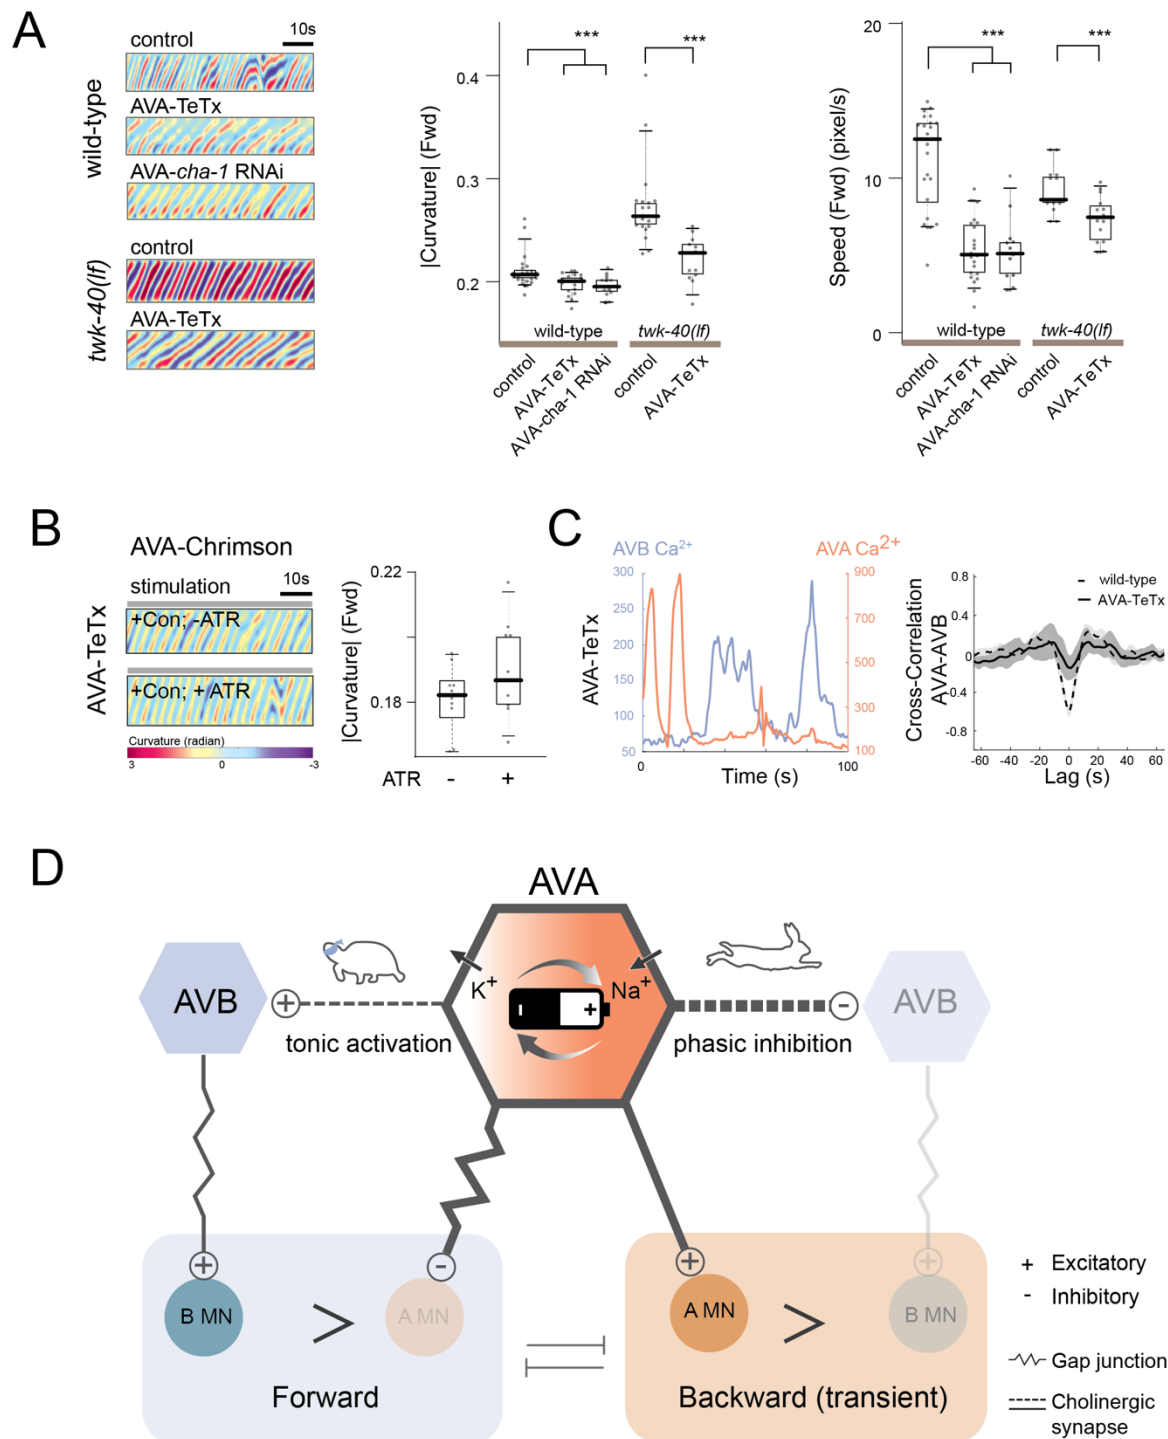 A
10s
control
wild-type
AVA-TeTx
AVA-cha-1 RNAi
control
twk-40(lf)
AVA-TeTx
|Curvature| (Fwd)
0.4
0.3
0.2
***
***
wild-type
twk-40(lf)
control
AVA-TeTx
AVA-cha-1 RNAi
control
AVA-TeTx
Speed (Fwd) (pixel/s)
20
10
0
***
***
wild-type
twk-40(lf)
control
AVA-TeTx
AVA-cha-1 RNAi
control
AVA-TeTx
B
AVA-Chrimson
stimulation
10s
AVA-TeTx
+Con; -ATR
+Con; + ATR
Curvature (radian)
3
0
-3
|Curvature| (Fwd)
0.22
0.18
ATR - +
C
AVB Ca2+
AVA Ca2+
AVA-TeTx
300
250
200
150
100
50
900
700
500
300
100
0
100
Time (s)
Cross-Correlation
AVA-AVB
0.8
0.4
0
-0.4
-0.8
wild-type
AVA-TeTx
-60 -40 -20 0 20 40 60
Lag (s)
D
AVA
AVB
+
tonic activation
K+
Na+
-
+
phasic inhibition
-
AVB
+
-
B MN
>
A MN
Forward
+
+
A MN
>
B MN
Backward (transient)
+ Excitatory
- Inhibitory
Gap junction
Cholinergic
synapse